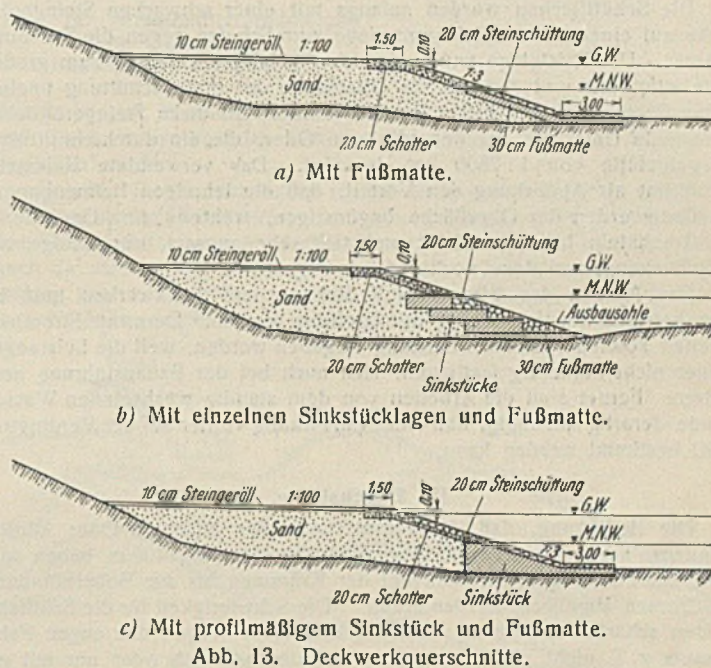 10 cm Steingeröll 1:100 1.50 0,10 20 cm Steinschüttung
G.W.
M.N.W.
Sand 1:3 3,00
20 cm Schotter 30 cm Fußmatte
a) Mit Fußmatte.
10 cm Steingeröll 1:100 1.50 0,10 20 cm Steinschüttung
G.W.
M.N.W.
Sand Ausbausohle
20 cm Schotter 30 cm Fußmatte
Sinkstücke
b) Mit einzelnen Sinkstücklagen und Fußmatte.
10 cm Steingeröll 1:100 1.50 0,10 20 cm Steinschüttung
G.W.
M.N.W.
Sand 1:3 3,00
20 cm Schotter Sinkstück
c) Mit profilmäßigem Sinkstück und Fußmatte.
Abb. 13. Deckwerkquerschnitte.